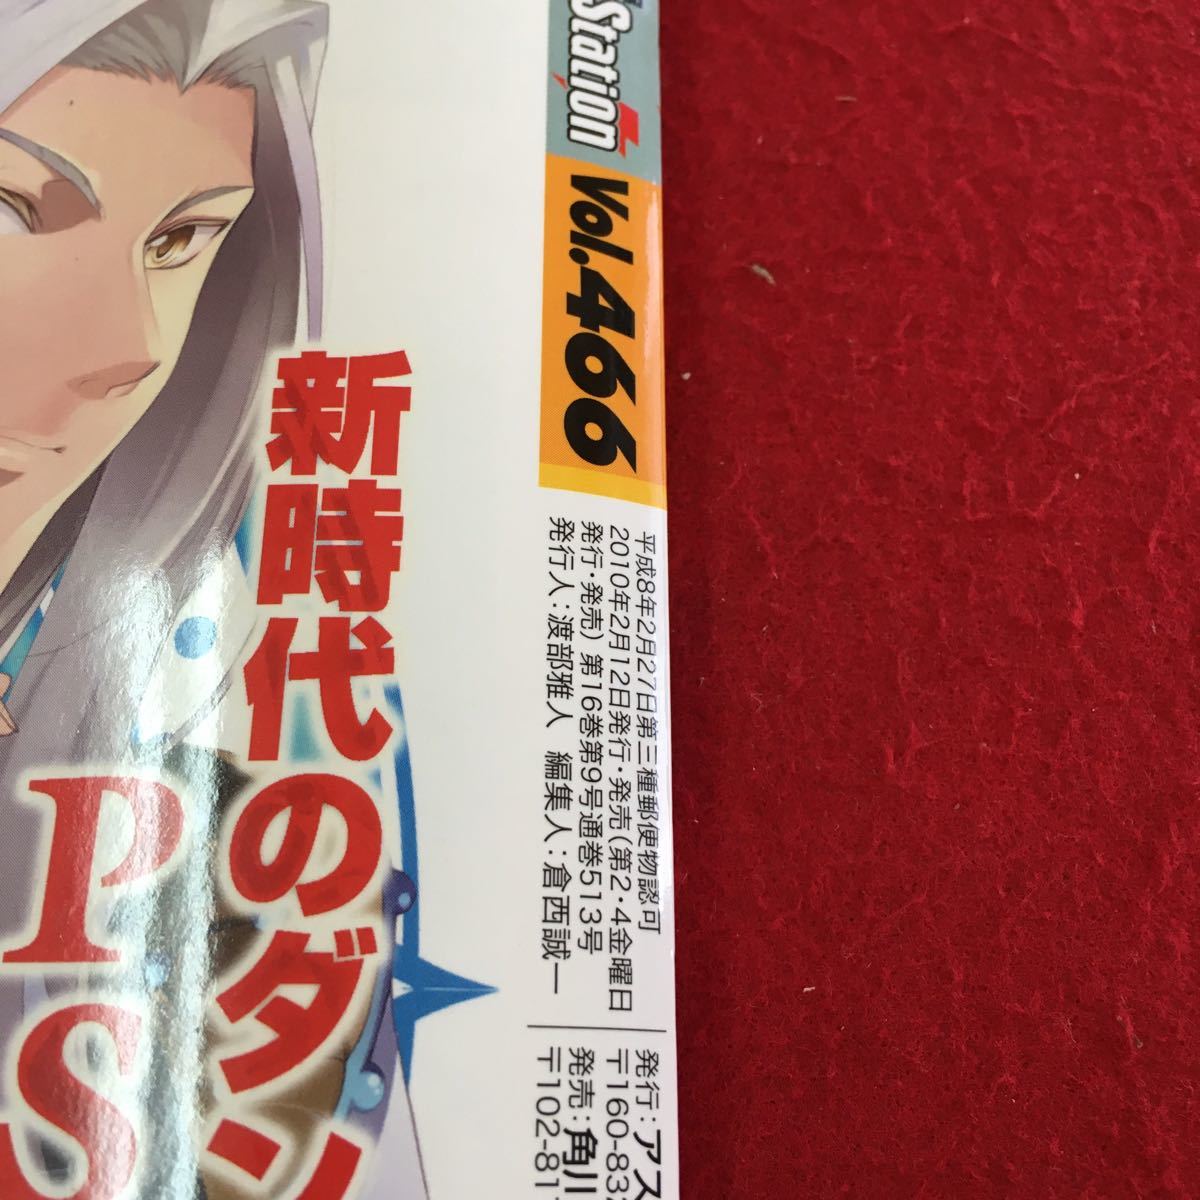 Station
Vol.466
平成8年2月27日第三種郵便物認可
2010年2月12日発行・発売(第2・4金曜日
発行・発売) 第16巻第9号通巻513号
発行人：渡部雅人 編集人：倉西誠一
発行：アス
〒160-832
発売：角川
〒102-81
新時代のダン
PS